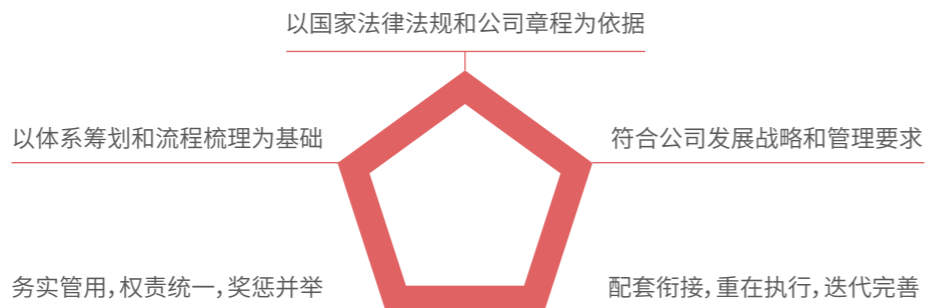 以国家法律法规和公司章程为依据
以体系筹划和流程梳理为基础
符合公司发展战略和管理要求
务实管用，权责统一，奖惩并举
配套衔接，重在执行，迭代完善